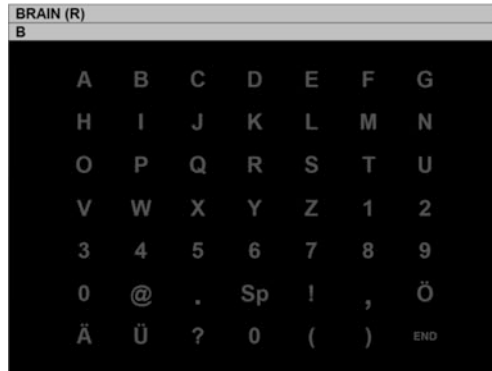 BRAIN (R)
B
A B C D E F G
H I J K L M N
O P Q R S T U
V W X Y Z 1 2
3 4 5 6 7 8 9
0 @ . Sp ! , Ö
Ä Ü ? 0 ( ) END